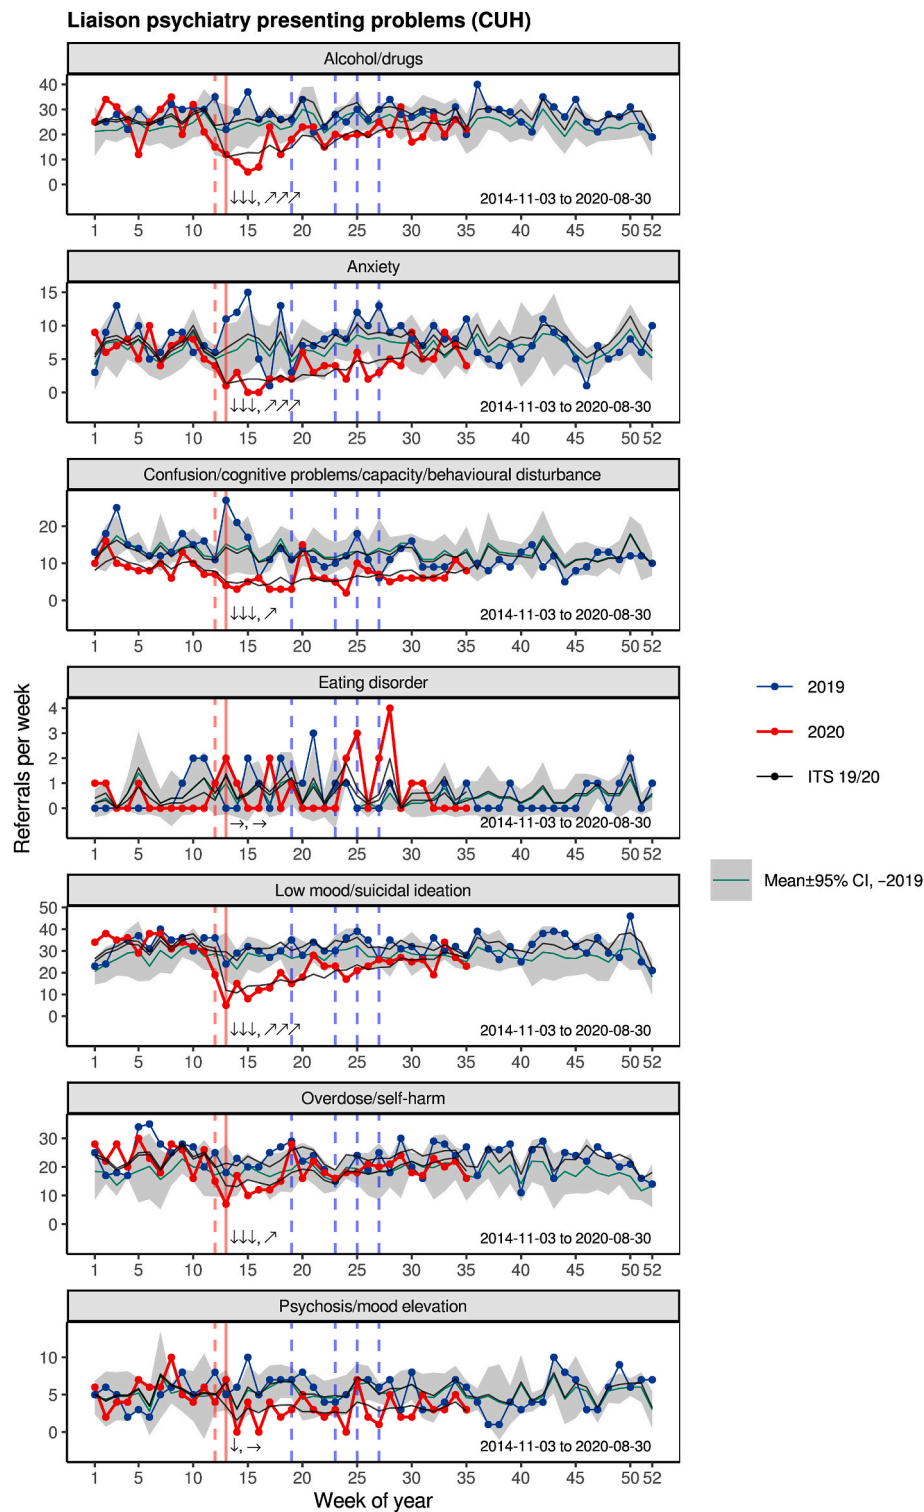 Liaison psychiatry presenting problems (CUH)
Alcohol/drugs
40
30
20
10
0
↓↓↓, ↗↗↗
2014-11-03 to 2020-08-30
1 5 10 15 20 25 30 35 40 45 50 52
Anxiety
15
10
5
0
↓↓↓, ↗↗↗
2014-11-03 to 2020-08-30
1 5 10 15 20 25 30 35 40 45 50 52
Confusion/cognitive problems/capacity/behavioural disturbance
20
10
0
↓↓↓, ↗
2014-11-03 to 2020-08-30
1 5 10 15 20 25 30 35 40 45 50 52
Eating disorder
4
3
2
1
0
→, →
2014-11-03 to 2020-08-30
1 5 10 15 20 25 30 35 40 45 50 52
Low mood/suicidal ideation
50
40
30
20
10
0
↓↓↓, ↗↗↗
2014-11-03 to 2020-08-30
1 5 10 15 20 25 30 35 40 45 50 52
Overdose/self-harm
30
20
10
0
↓↓↓, ↗
2014-11-03 to 2020-08-30
1 5 10 15 20 25 30 35 40 45 50 52
Psychosis/mood elevation
10
5
0
↓, →
2014-11-03 to 2020-08-30
1 5 10 15 20 25 30 35 40 45 50 52
Week of year
Referrals per week
2019
2020
ITS 19/20
Mean±95% CI, −2019